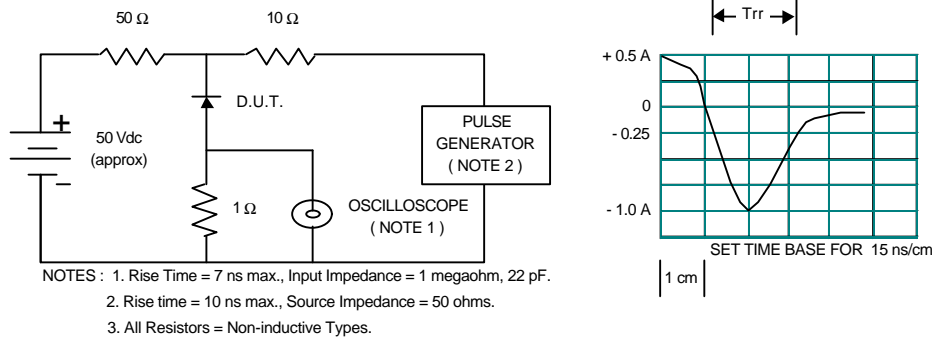 50 Ω
10 Ω
Trr
+ 0.5 A
D.U.T.
0
+
50 Vdc
(approx)
−
PULSE
GENERATOR
( NOTE 2 )
- 0.25
1 Ω
OSCILLOSCOPE
( NOTE 1 )
- 1.0 A
SET TIME BASE FOR 15 ns/cm
1 cm
NOTES : 1. Rise Time = 7 ns max., Input Impedance = 1 megaohm, 22 pF.
2. Rise time = 10 ns max., Source Impedance = 50 ohms.
3. All Resistors = Non-inductive Types.